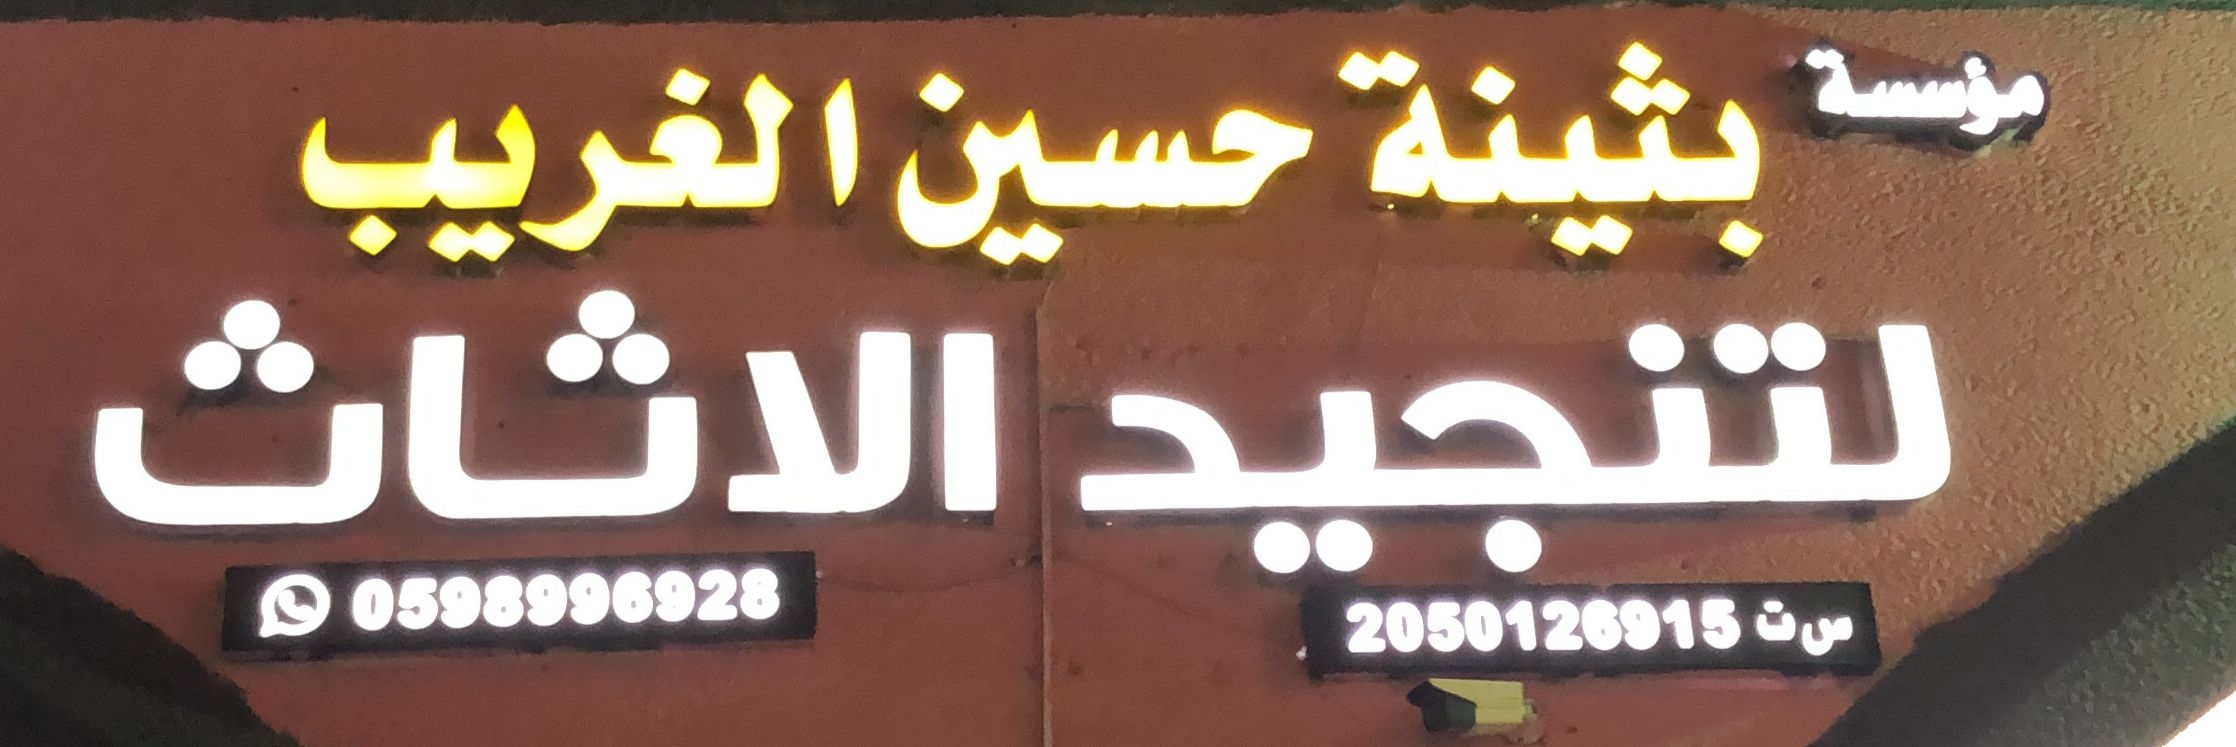 مؤسسة بثينة حسين الغريب
لتنجيد الاثاث
س ت 2050126915
0598996928